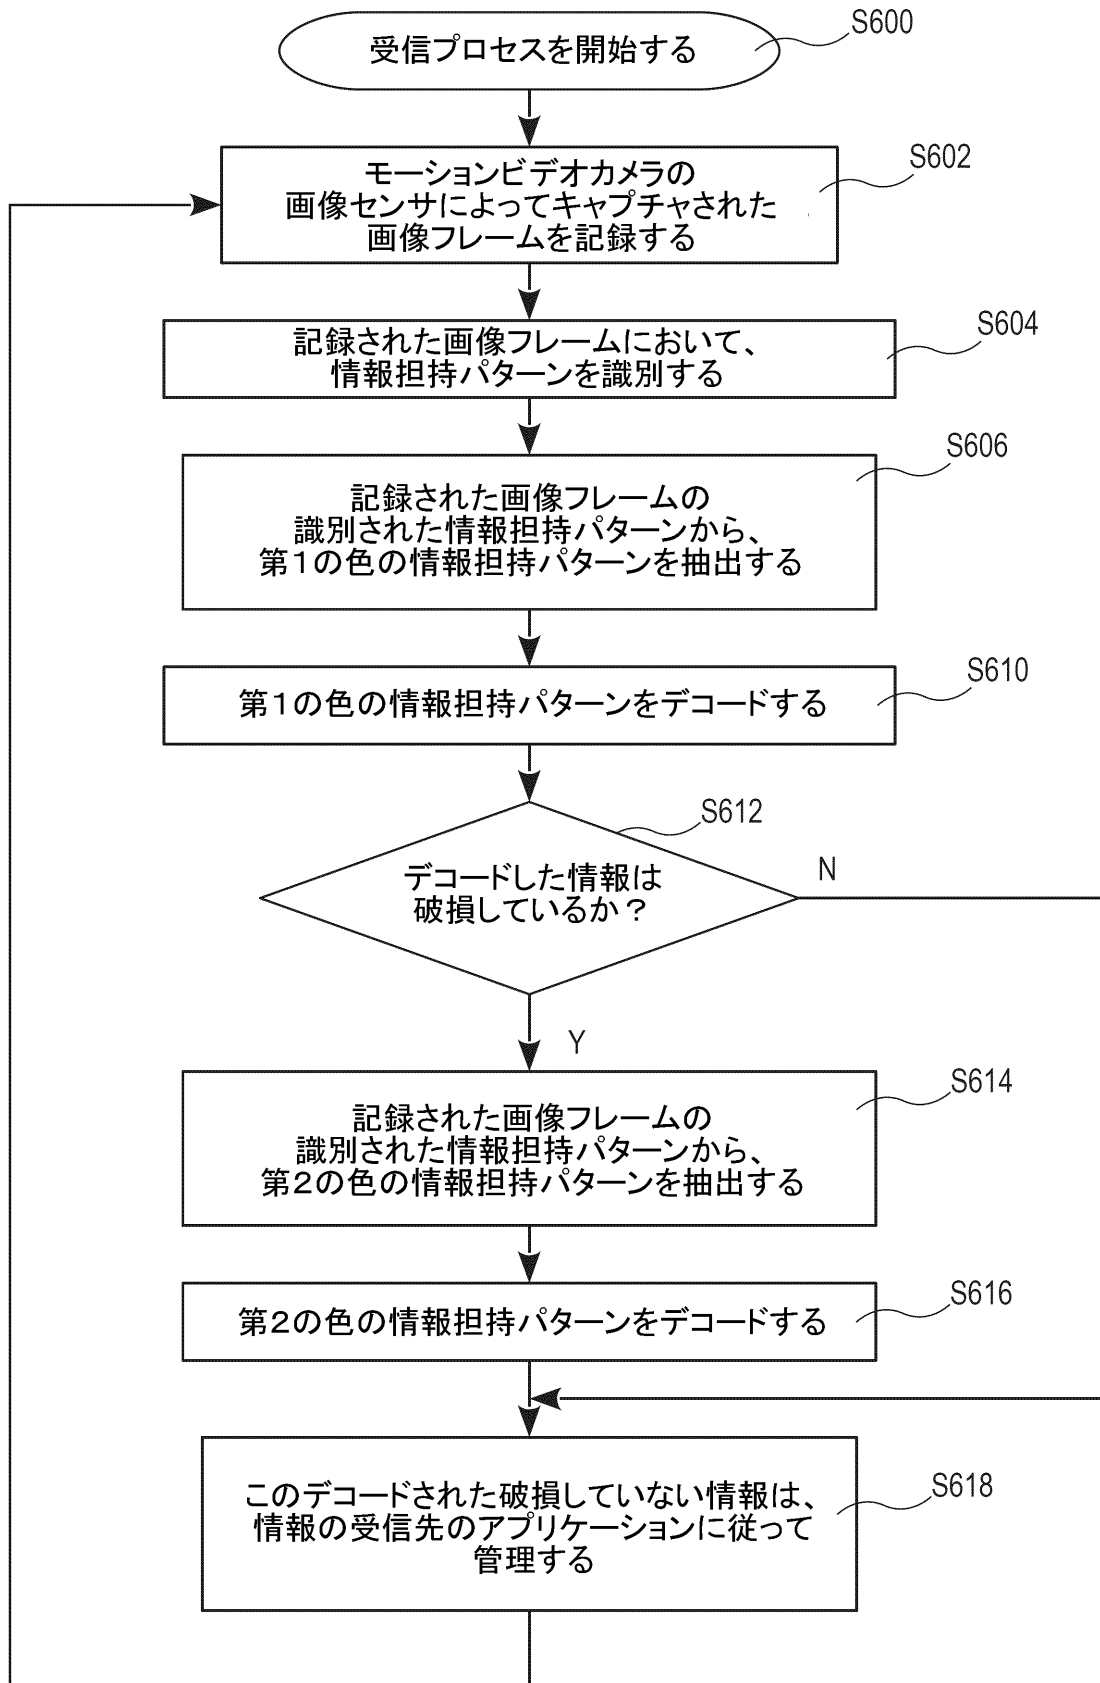 受信プロセスを開始する
S600
モーションビデオカメラの
画像センサによってキャプチャされた
画像フレームを記録する
S602
記録された画像フレームにおいて、
情報担持パターンを識別する
S604
記録された画像フレームの
識別された情報担持パターンから、
第1の色の情報担持パターンを抽出する
S606
第1の色の情報担持パターンをデコードする
S610
デコードした情報は
破損しているか？
S612
N
Y
記録された画像フレームの
識別された情報担持パターンから、
第2の色の情報担持パターンを抽出する
S614
第2の色の情報担持パターンをデコードする
S616
このデコードされた破損していない情報は、
情報の受信先のアプリケーションに従って
管理する
S618